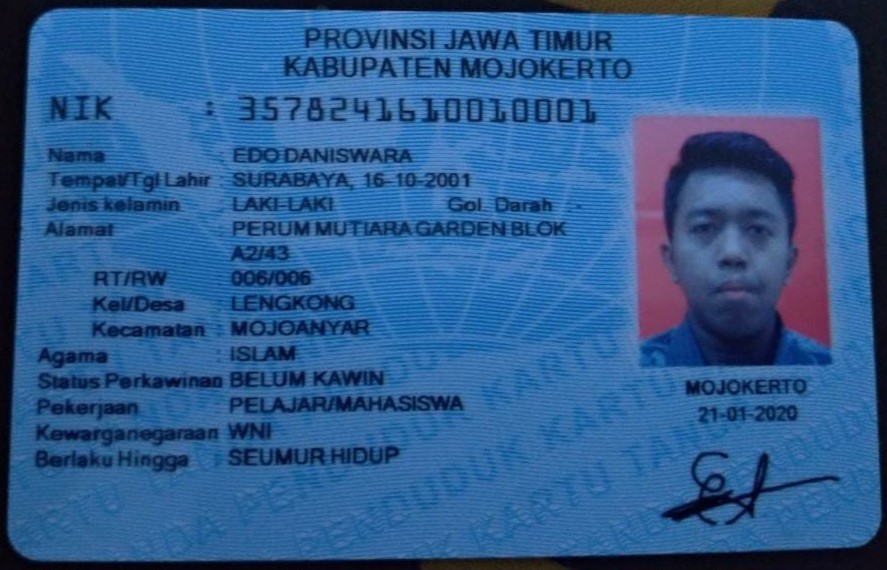 PROVINSI JAWA TIMUR
KABUPATEN MOJOKERTO
NIK : 3578241610010001
Nama : EDO DANISWARA
Tempat/Tgl Lahir : SURABAYA, 16-10-2001
Jenis kelamin : LAKI-LAKI Gol. Darah : -
Alamat : PERUM MUTIARA GARDEN BLOK
A2/43
RT/RW : 006/006
Kel/Desa : LENGKONG
Kecamatan : MOJOANYAR
Agama : ISLAM
Status Perkawinan: BELUM KAWIN
Pekerjaan : PELAJAR/MAHASISWA
Kewarganegaraan: WNI
Berlaku Hingga : SEUMUR HIDUP
MOJOKERTO
21-01-2020